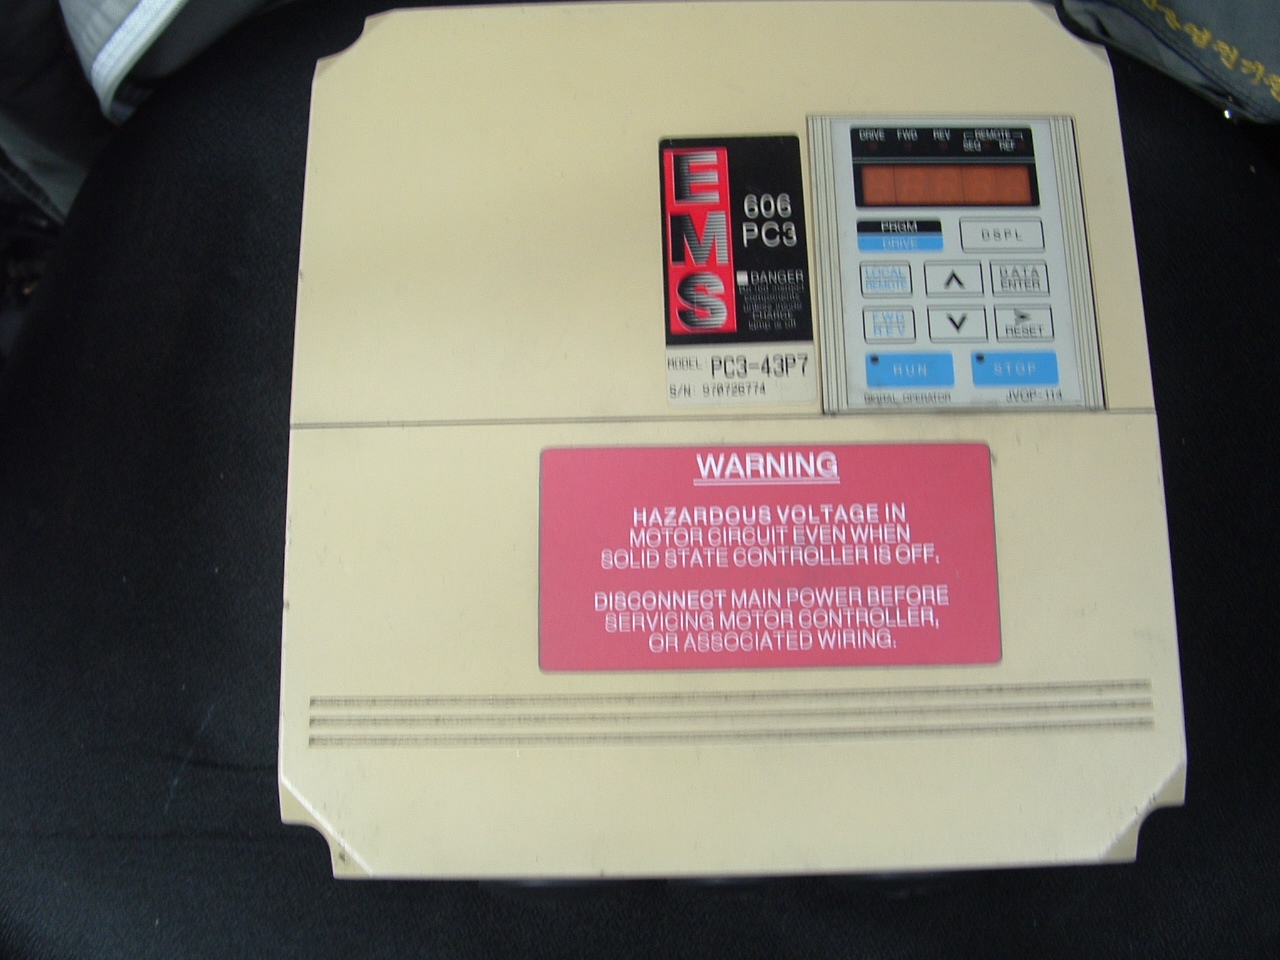 EMS
606
PC3
DANGER
MODEL: PC3-43P7
S/N: 970726774
DRIVE FWD REV REMOTE
SEQ REF
PRGM
DRIVE
DSPL
LOCAL
REMOTE
DATA
ENTER
FWD
REV
RESET
RUN
STOP
DIGITAL OPERATOR JVOP-114
WARNING
HAZARDOUS VOLTAGE IN
MOTOR CIRCUIT EVEN WHEN
SOLID STATE CONTROLLER IS OFF.
DISCONNECT MAIN POWER BEFORE
SERVICING MOTOR CONTROLLER,
OR ASSOCIATED WIRING.